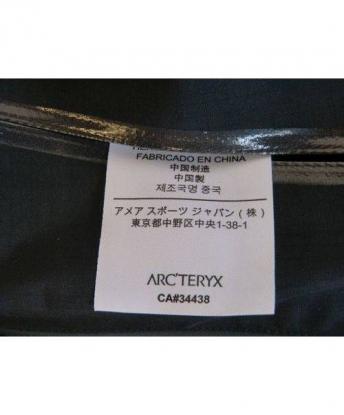 FABRICADO EN CHINA
中国制造
中国製
제조국명 중국
アメア スポーツ ジャパン (株)
東京都中野区中央1-38-1
ARC'TERYX
CA#34438